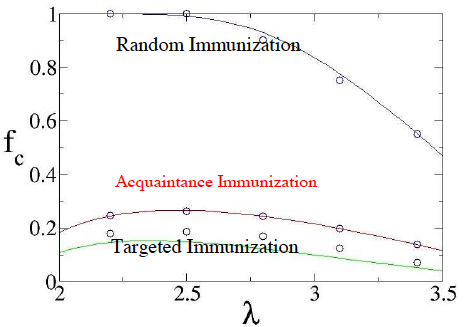 1
Random Immunization
0.8
0.6
f_c
0.4
Acquaintance Immunization
0.2
Targeted Immunization
0
2 2.5 3 3.5
λ